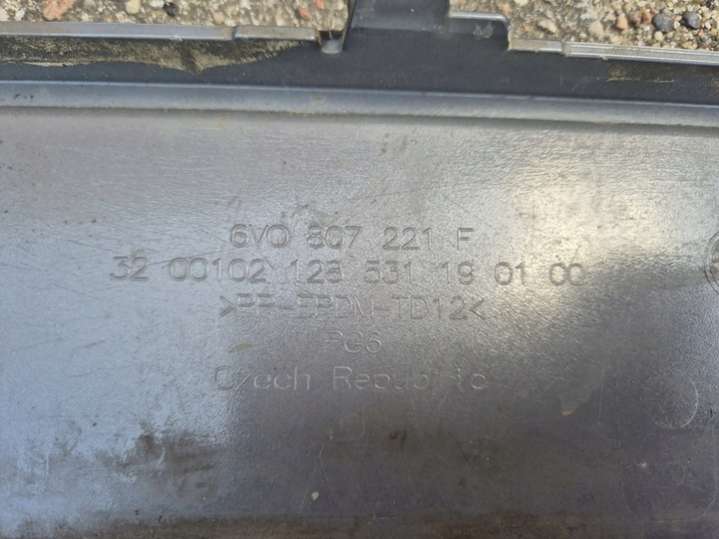 6V0 807 221 F
32 00102 123 531 19 01 00
>PP-EPDM-TD12<
PG6
Czech Republic